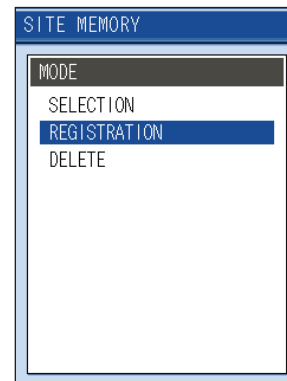 SITE MEMORY
MODE
SELECTION
REGISTRATION
DELETE